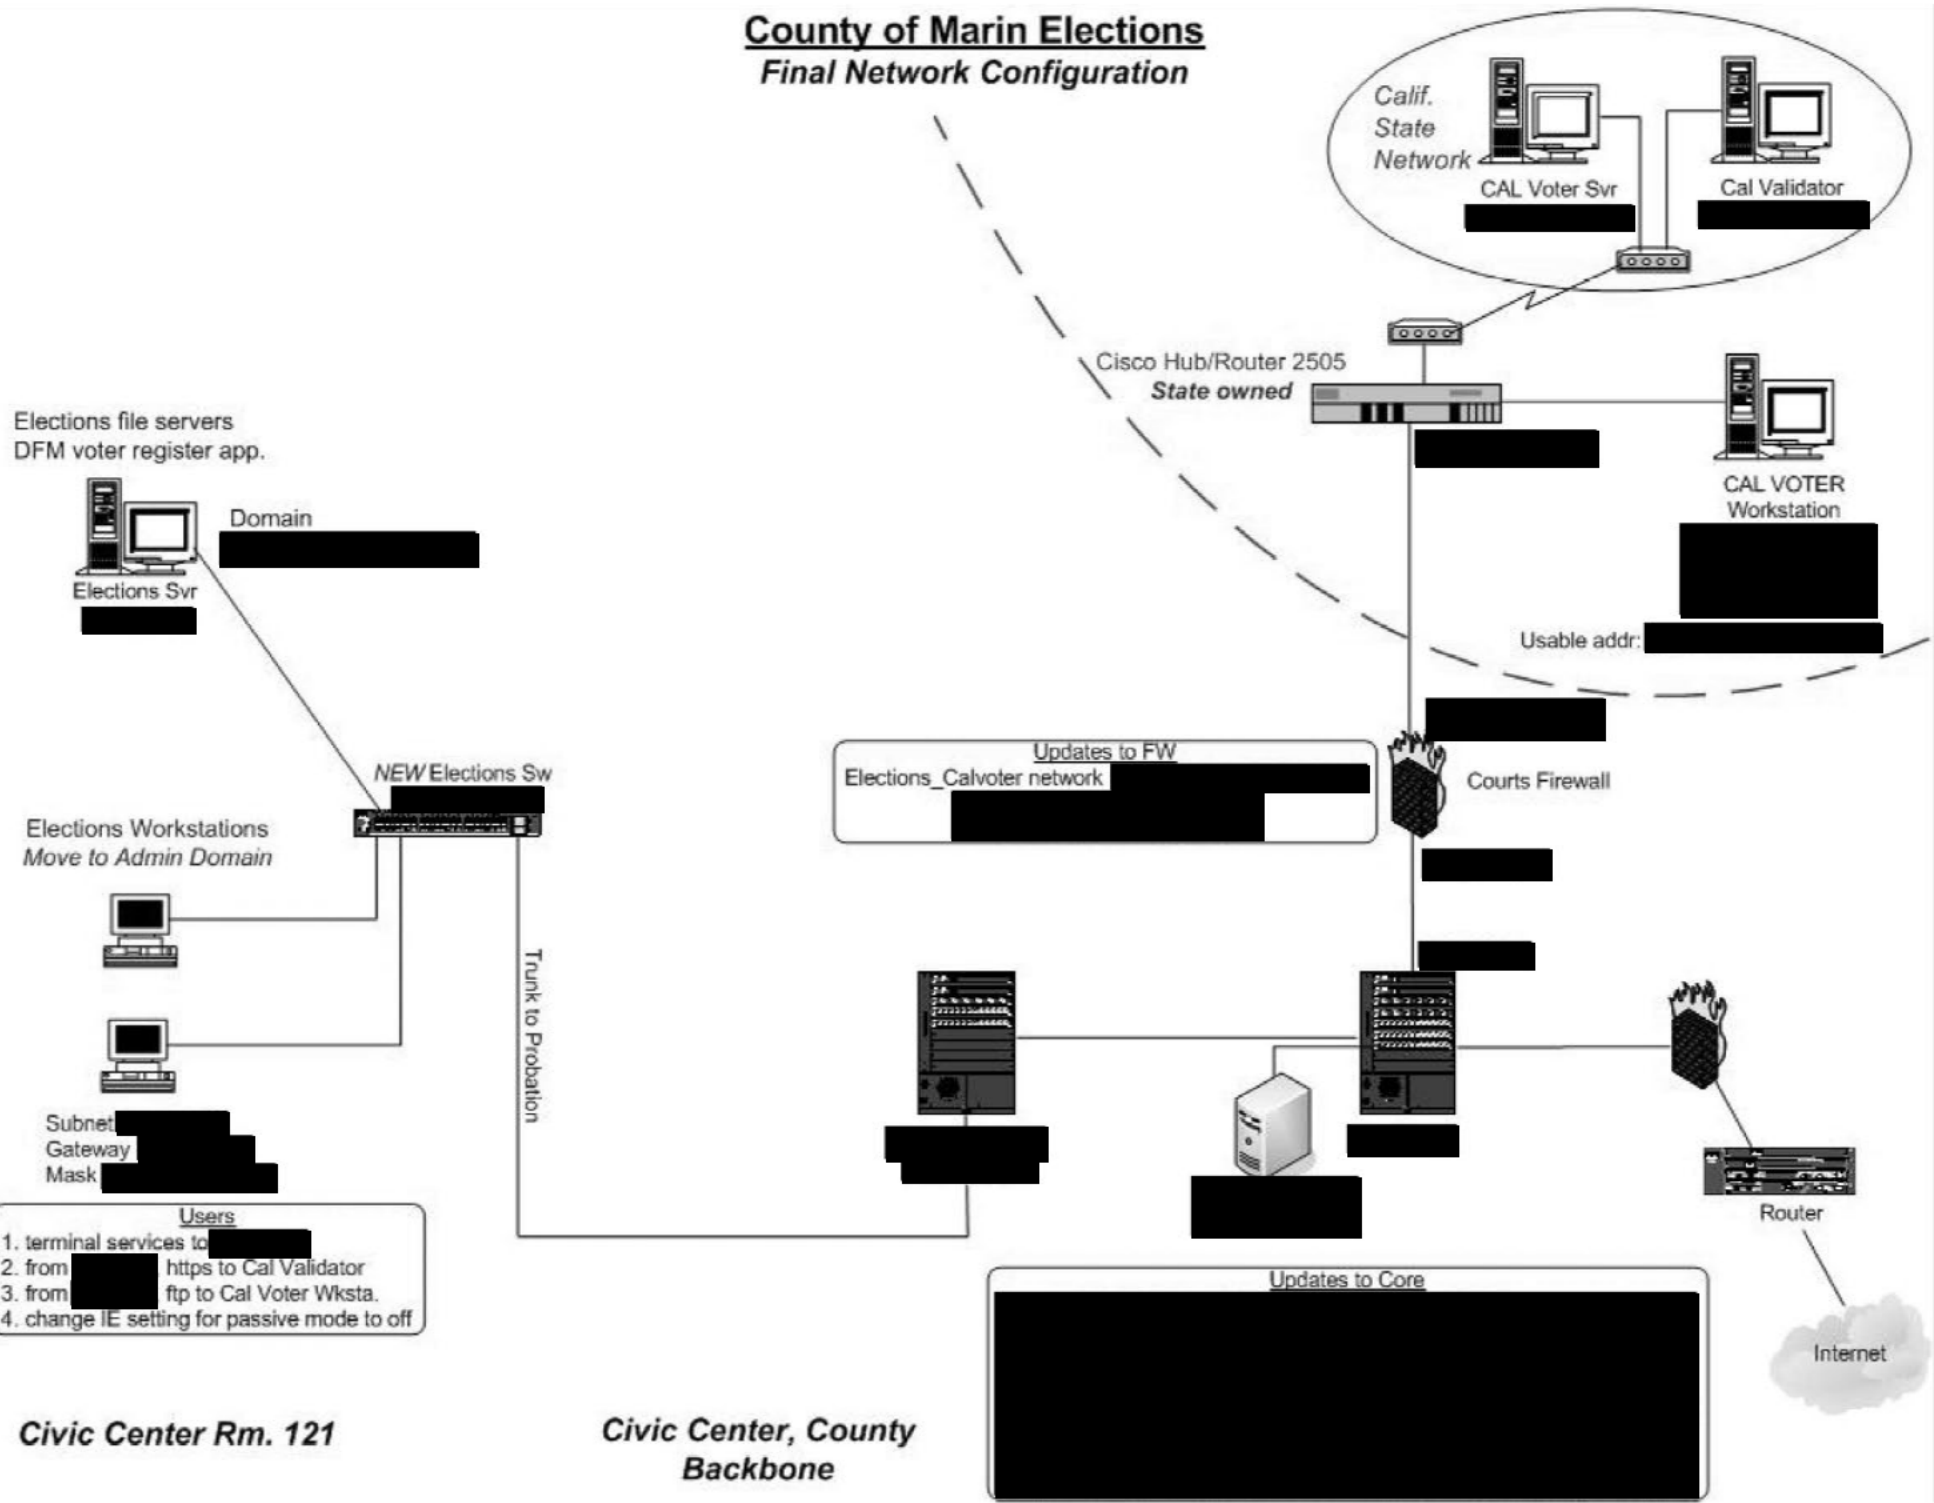 County of Marin Elections
Final Network Configuration
Calif.
State
Network
CAL Voter Svr
Cal Validator
Cisco Hub/Router 2505
State owned
CAL VOTER
Workstation
Usable addr:
Elections file servers
DFM voter register app.
Domain
Elections Svr
NEW Elections Sw
Elections Workstations
Move to Admin Domain
Updates to FW
Elections_Calvoter network
Courts Firewall
Trunk to Probation
Subnet
Gateway
Mask
Users
1. terminal services to
2. from https to Cal Validator
3. from ftp to Cal Voter Wksta.
4. change IE setting for passive mode to off
Router
Internet
Updates to Core
Civic Center Rm. 121
Civic Center, County
Backbone